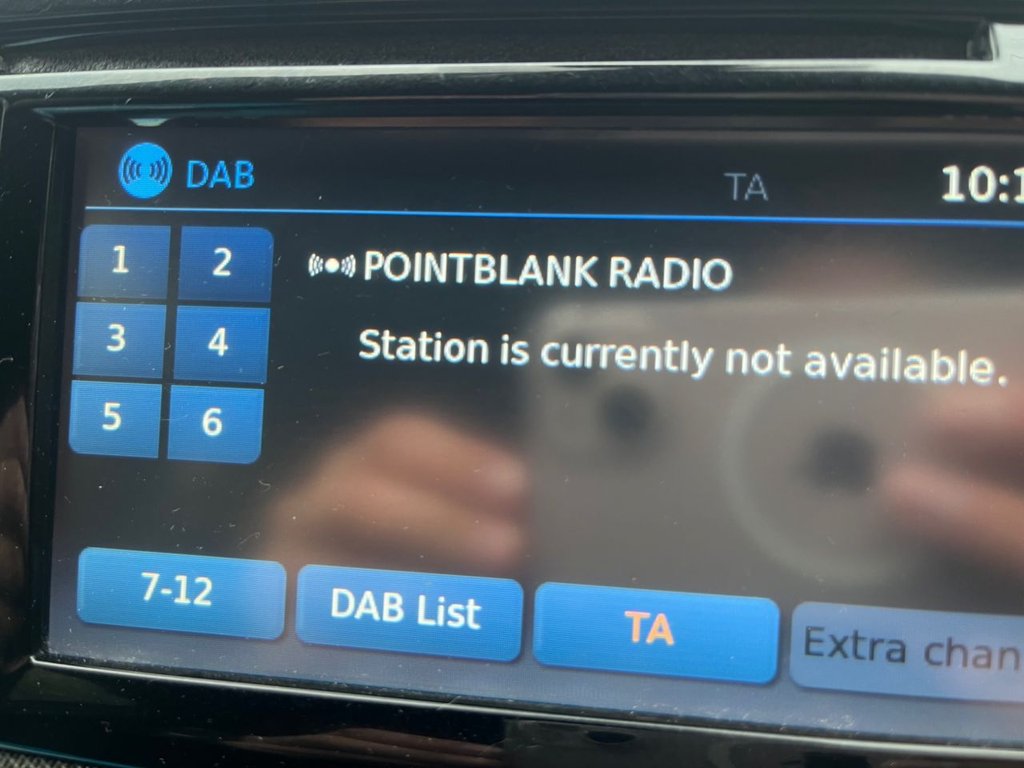 DAB TA 10:1
1 2
POINTBLANK RADIO
3 4
Station is currently not available.
5 6
7-12 DAB List TA Extra chan